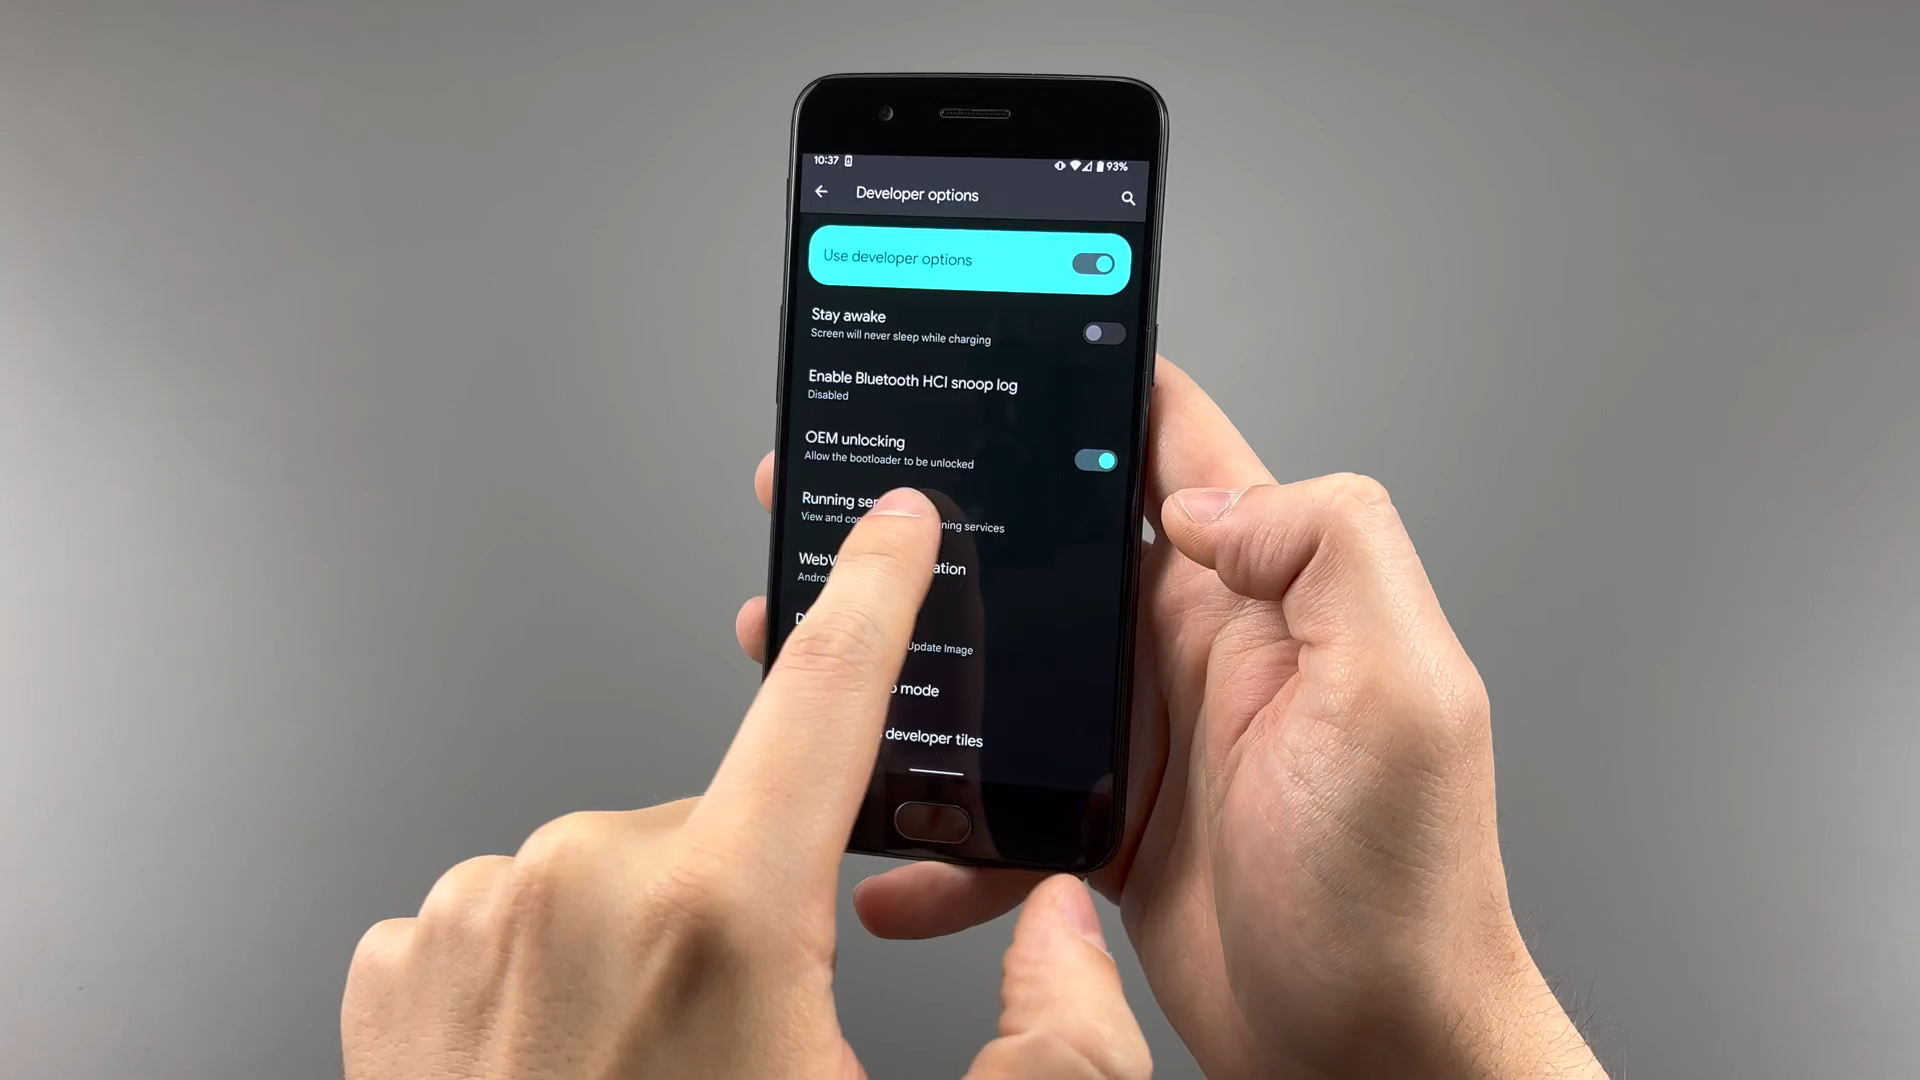 10:37 93%
Developer options
Use developer options
Stay awake
Screen will never sleep while charging
Enable Bluetooth HCI snoop log
Disabled
OEM unlocking
Allow the bootloader to be unlocked
Running
View and services
Update Image
mode
developer tiles